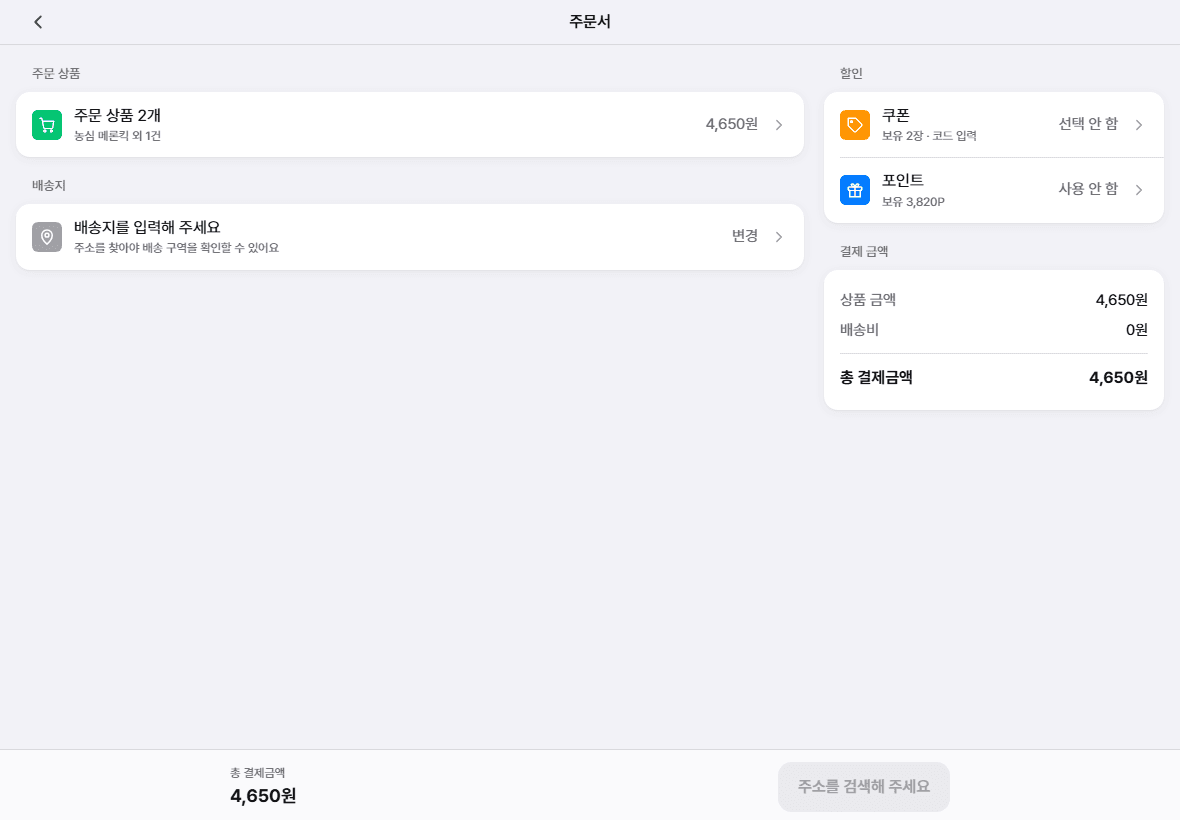 주문서
주문 상품
주문 상품 2개
농심 메론킥 외 1건
4,650원
배송지
배송지를 입력해 주세요
주소를 찾아야 배송 구역을 확인할 수 있어요
변경
할인
쿠폰
보유 2장 · 코드 입력
선택 안 함
포인트
보유 3,820P
사용 안 함
결제 금액
상품 금액 4,650원
배송비 0원
총 결제금액 4,650원
총 결제금액
4,650원
주소를 검색해 주세요